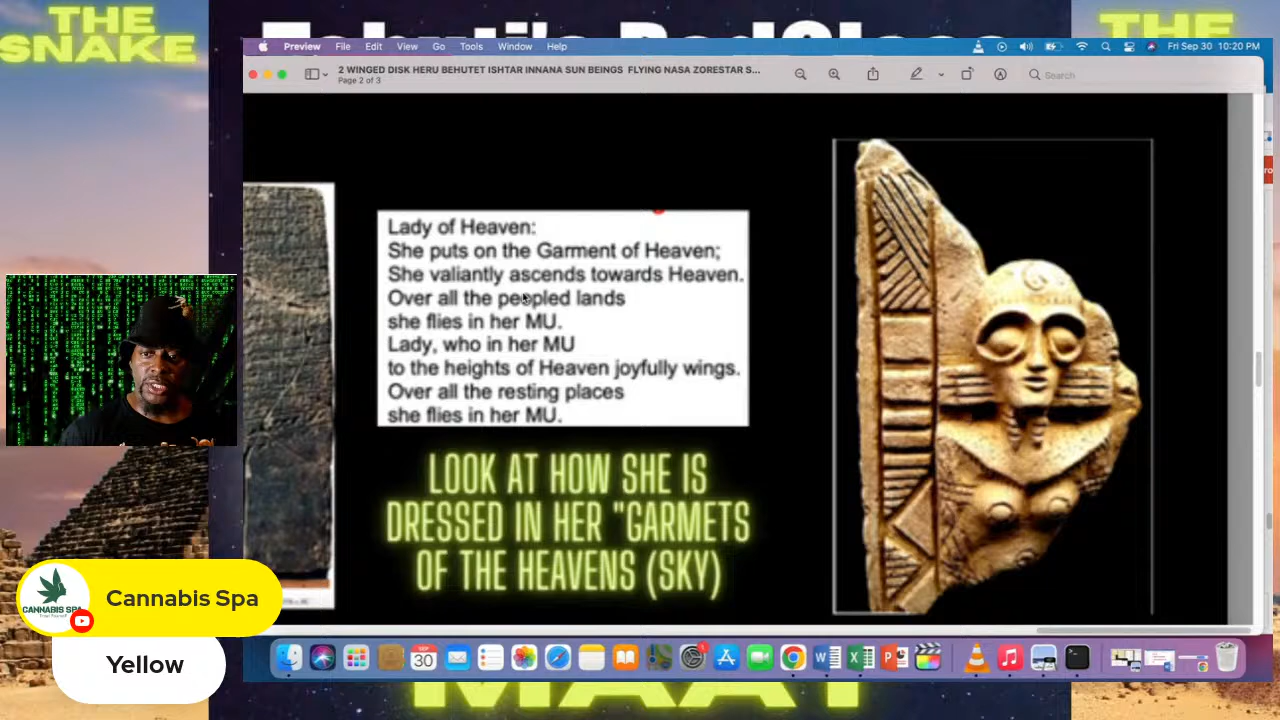 THE
SNAKE
THE
Preview File Edit View Go Tools Window Help
Fri Sep 30 10:20 PM
2 WINGED DISK HERU BEHUTET ISHTAR INNANA SUN BEINGS FLYING NASA ZORESTAR S...
Page 2 of 3
Search
Lady of Heaven:
She puts on the Garment of Heaven;
She valiantly ascends towards Heaven.
Over all the peopled lands
she flies in her MU.
Lady, who in her MU
to the heights of Heaven joyfully wings.
Over all the resting places
she flies in her MU.
LOOK AT HOW SHE IS
DRESSED IN HER "GARMETS
OF THE HEAVENS (SKY)
CANNABIS SPA
Cannabis Spa
Yellow
SEP
30
MAAT